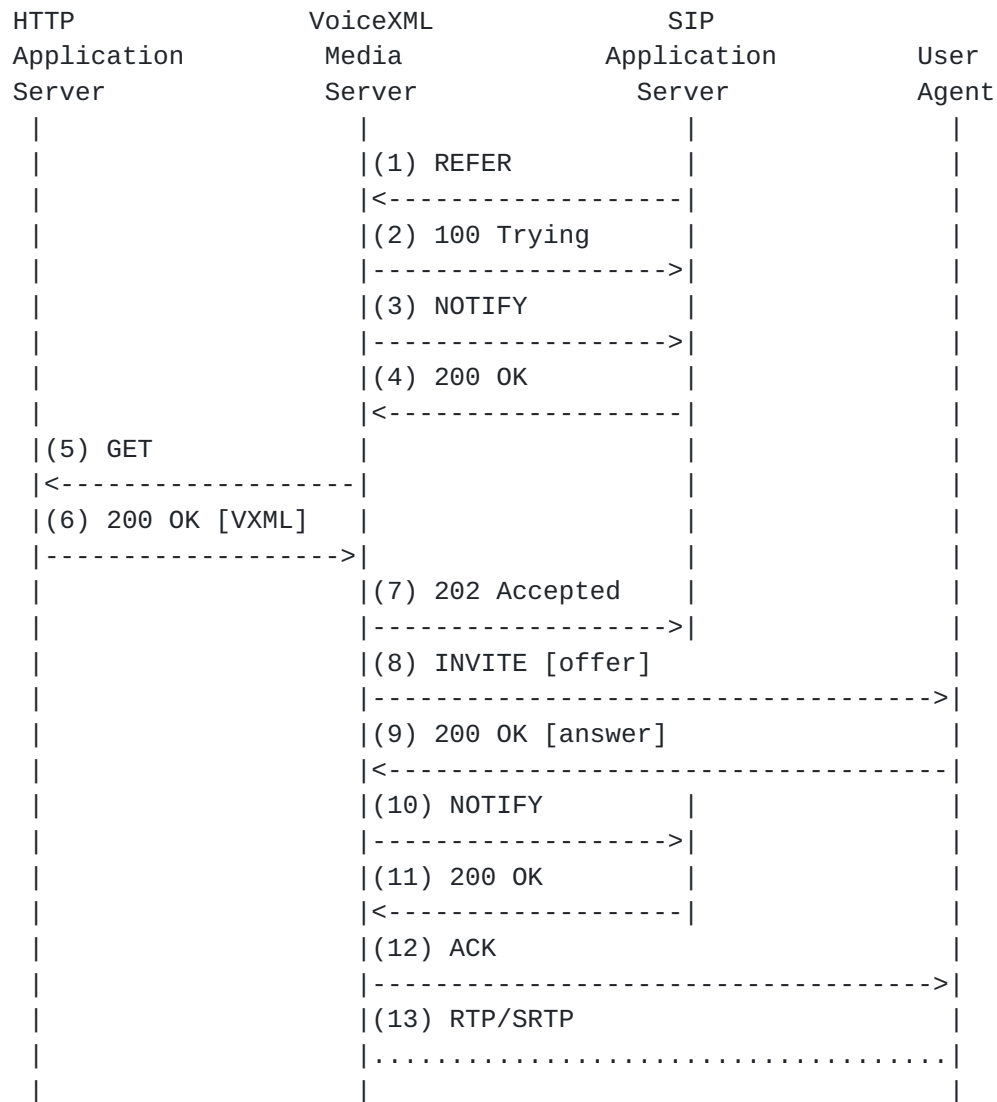 HTTP                VoiceXML               SIP
Application         Media             Application         User
Server              Server              Server            Agent
  |                    |                    |                |
  |                    |(1) REFER           |                |
  |                    |<-------------------|                |
  |                    |(2) 100 Trying      |                |
  |                    |------------------->|                |
  |                    |(3) NOTIFY          |                |
  |                    |------------------->|                |
  |                    |(4) 200 OK          |                |
  |                    |<-------------------|                |
  |(5) GET             |                    |                |
  |<-------------------|                    |                |
  |(6) 200 OK [VXML]   |                    |                |
  |------------------->|                    |                |
  |                    |(7) 202 Accepted    |                |
  |                    |------------------->|                |
  |                    |(8) INVITE [offer]                   |
  |                    |------------------------------------>|
  |                    |(9) 200 OK [answer]                  |
  |                    |<------------------------------------|
  |                    |(10) NOTIFY         |                |
  |                    |------------------->|                |
  |                    |(11) 200 OK         |                |
  |                    |<-------------------|                |
  |                    |(12) ACK                             |
  |                    |------------------------------------>|
  |                    |(13) RTP/SRTP                        |
  |                    |.....................................|
  |                    |                                     |